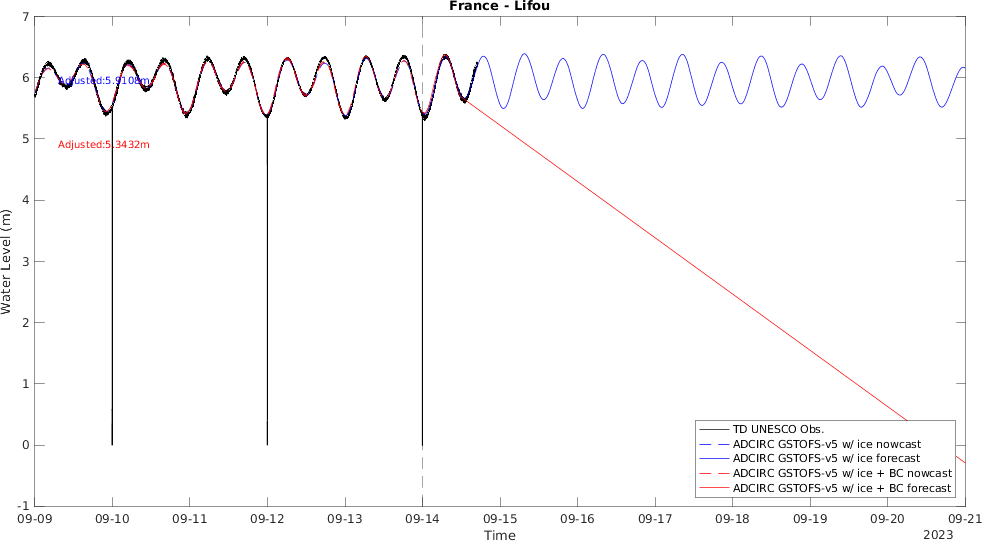 France - Lifou
7
6
5
4
3
2
1
0
-1
Water Level (m)
Adjusted:5.9108m
Adjusted:5.3432m
TD UNESCO Obs.
ADCIRC GSTOFS-v5 w/ ice nowcast
ADCIRC GSTOFS-v5 w/ ice forecast
ADCIRC GSTOFS-v5 w/ ice + BC nowcast
ADCIRC GSTOFS-v5 w/ ice + BC forecast
09-09 09-10 09-11 09-12 09-13 09-14 09-15 09-16 09-17 09-18 09-19 09-20 09-21
Time
2023